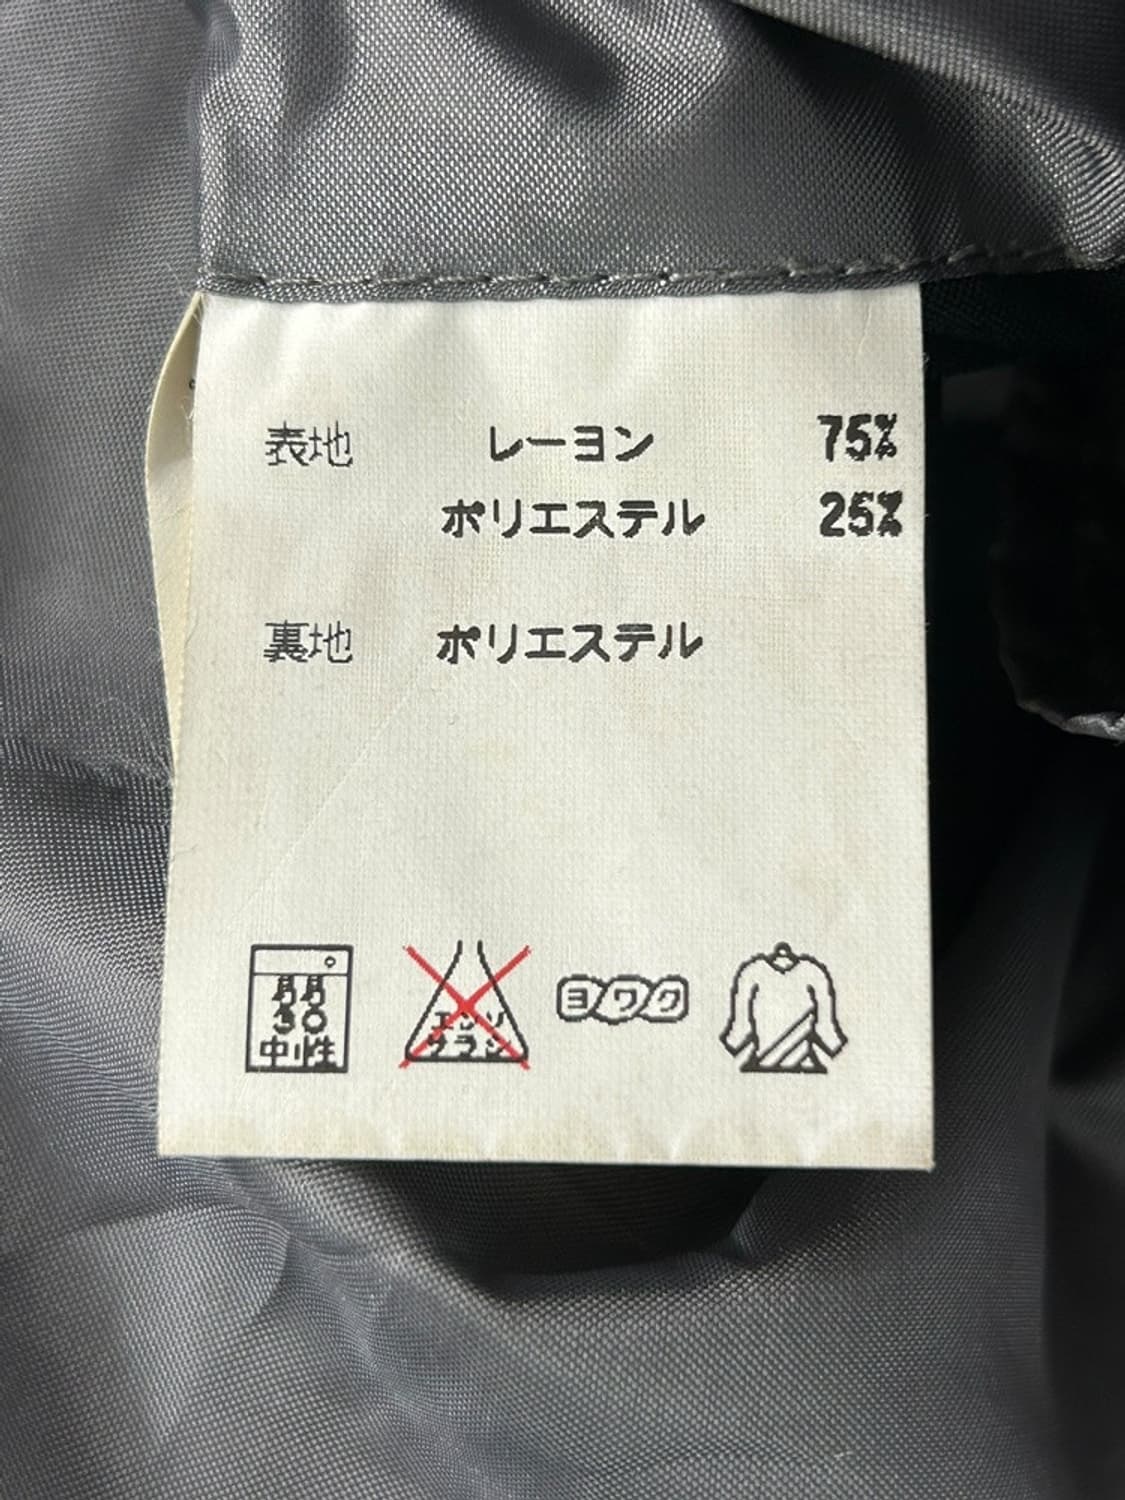 表地 レーヨン 75%
ポリエステル 25%
裏地 ポリエステル
弱
30
中性
エンソ
サラシ
ヨワク